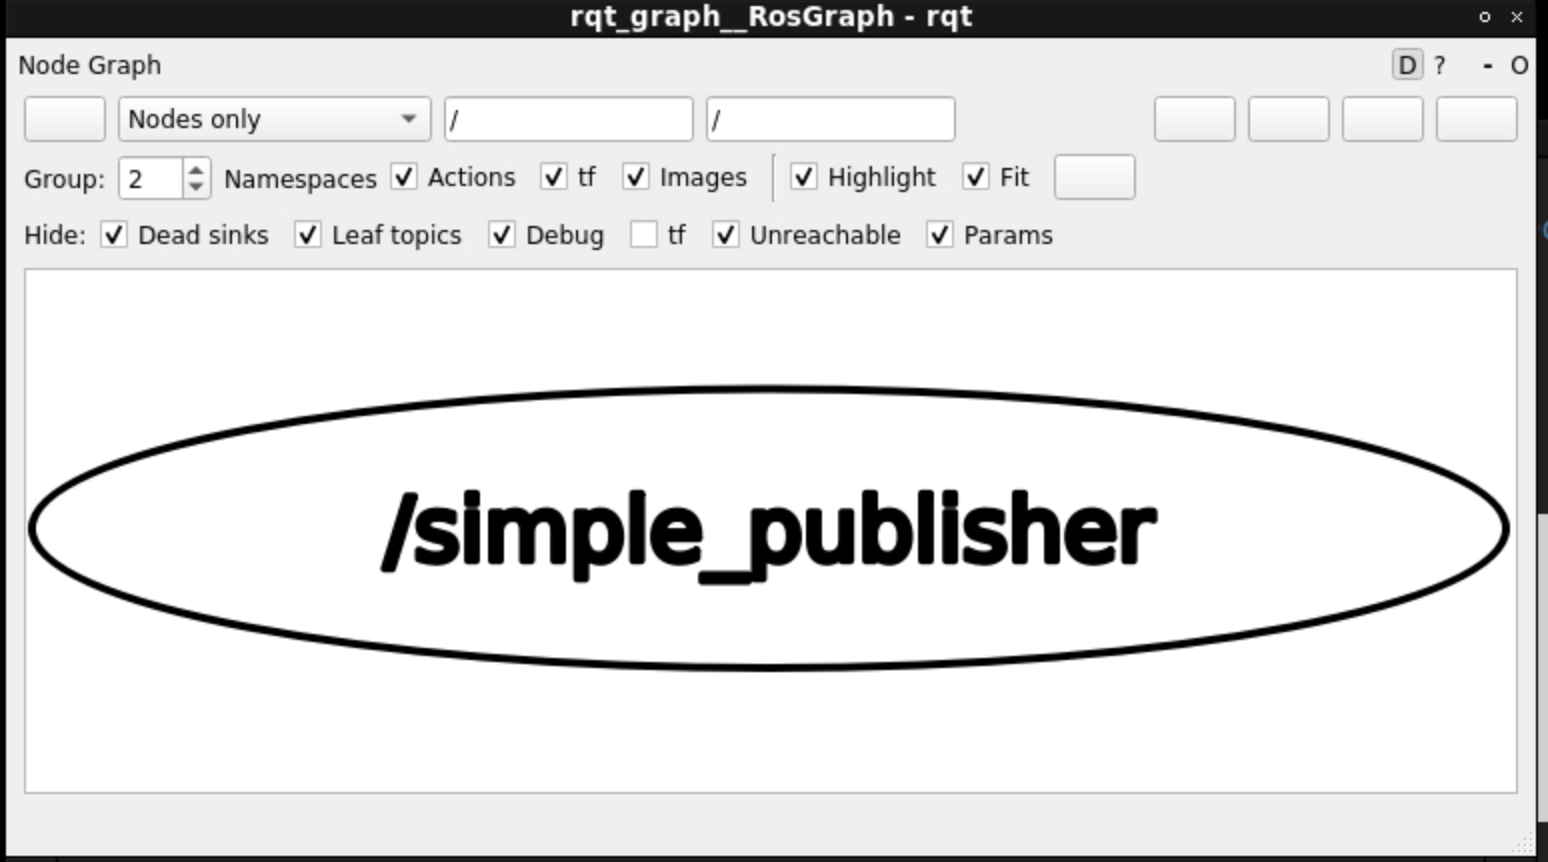 rqt_graph__RosGraph - rqt
Node Graph D ? - O
Nodes only / /
Group: 2 Namespaces Actions tf Images Highlight Fit
Hide: Dead sinks Leaf topics Debug tf Unreachable Params
/simple_publisher